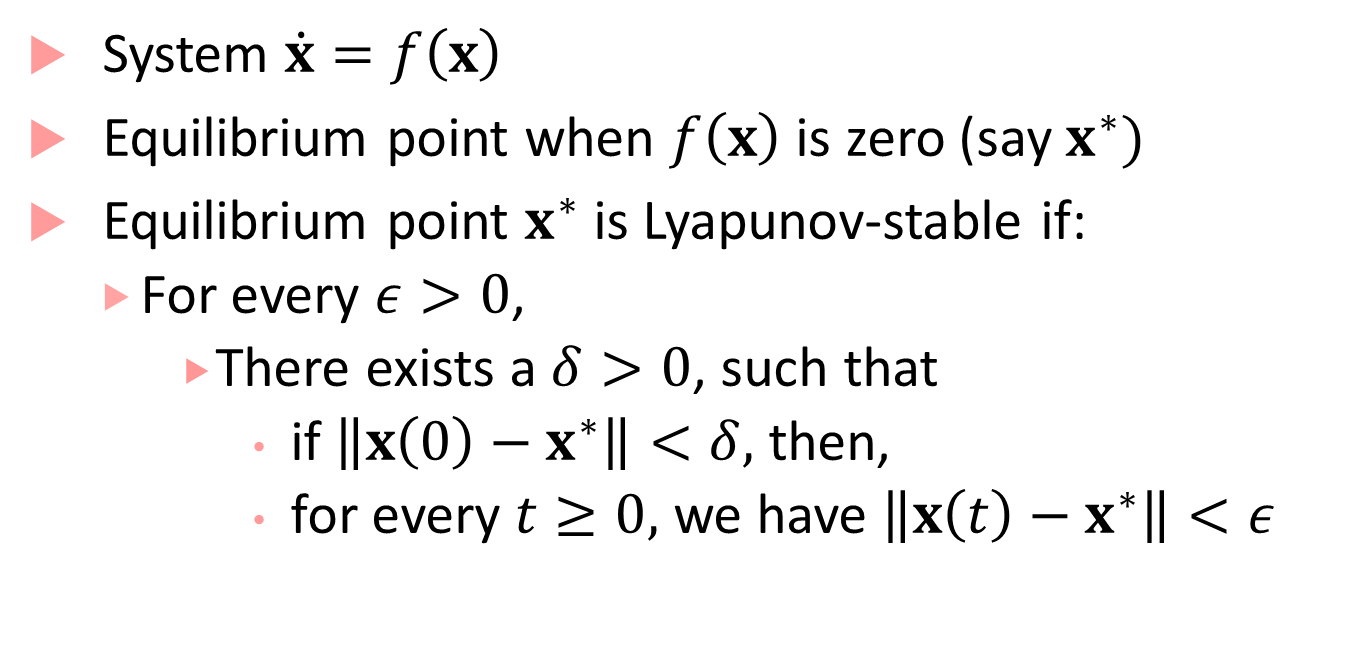 System ẋ = f(x)
Equilibrium point when f(x) is zero (say x*)
Equilibrium point x* is Lyapunov-stable if:
For every ϵ > 0,
There exists a δ > 0, such that
if ‖x(0) − x*‖ < δ, then,
for every t ≥ 0, we have ‖x(t) − x*‖ < ϵ